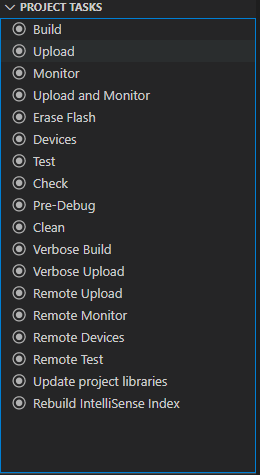 PROJECT TASKS
Build
Upload
Monitor
Upload and Monitor
Erase Flash
Devices
Test
Check
Pre-Debug
Clean
Verbose Build
Verbose Upload
Remote Upload
Remote Monitor
Remote Devices
Remote Test
Update project libraries
Rebuild IntelliSense Index